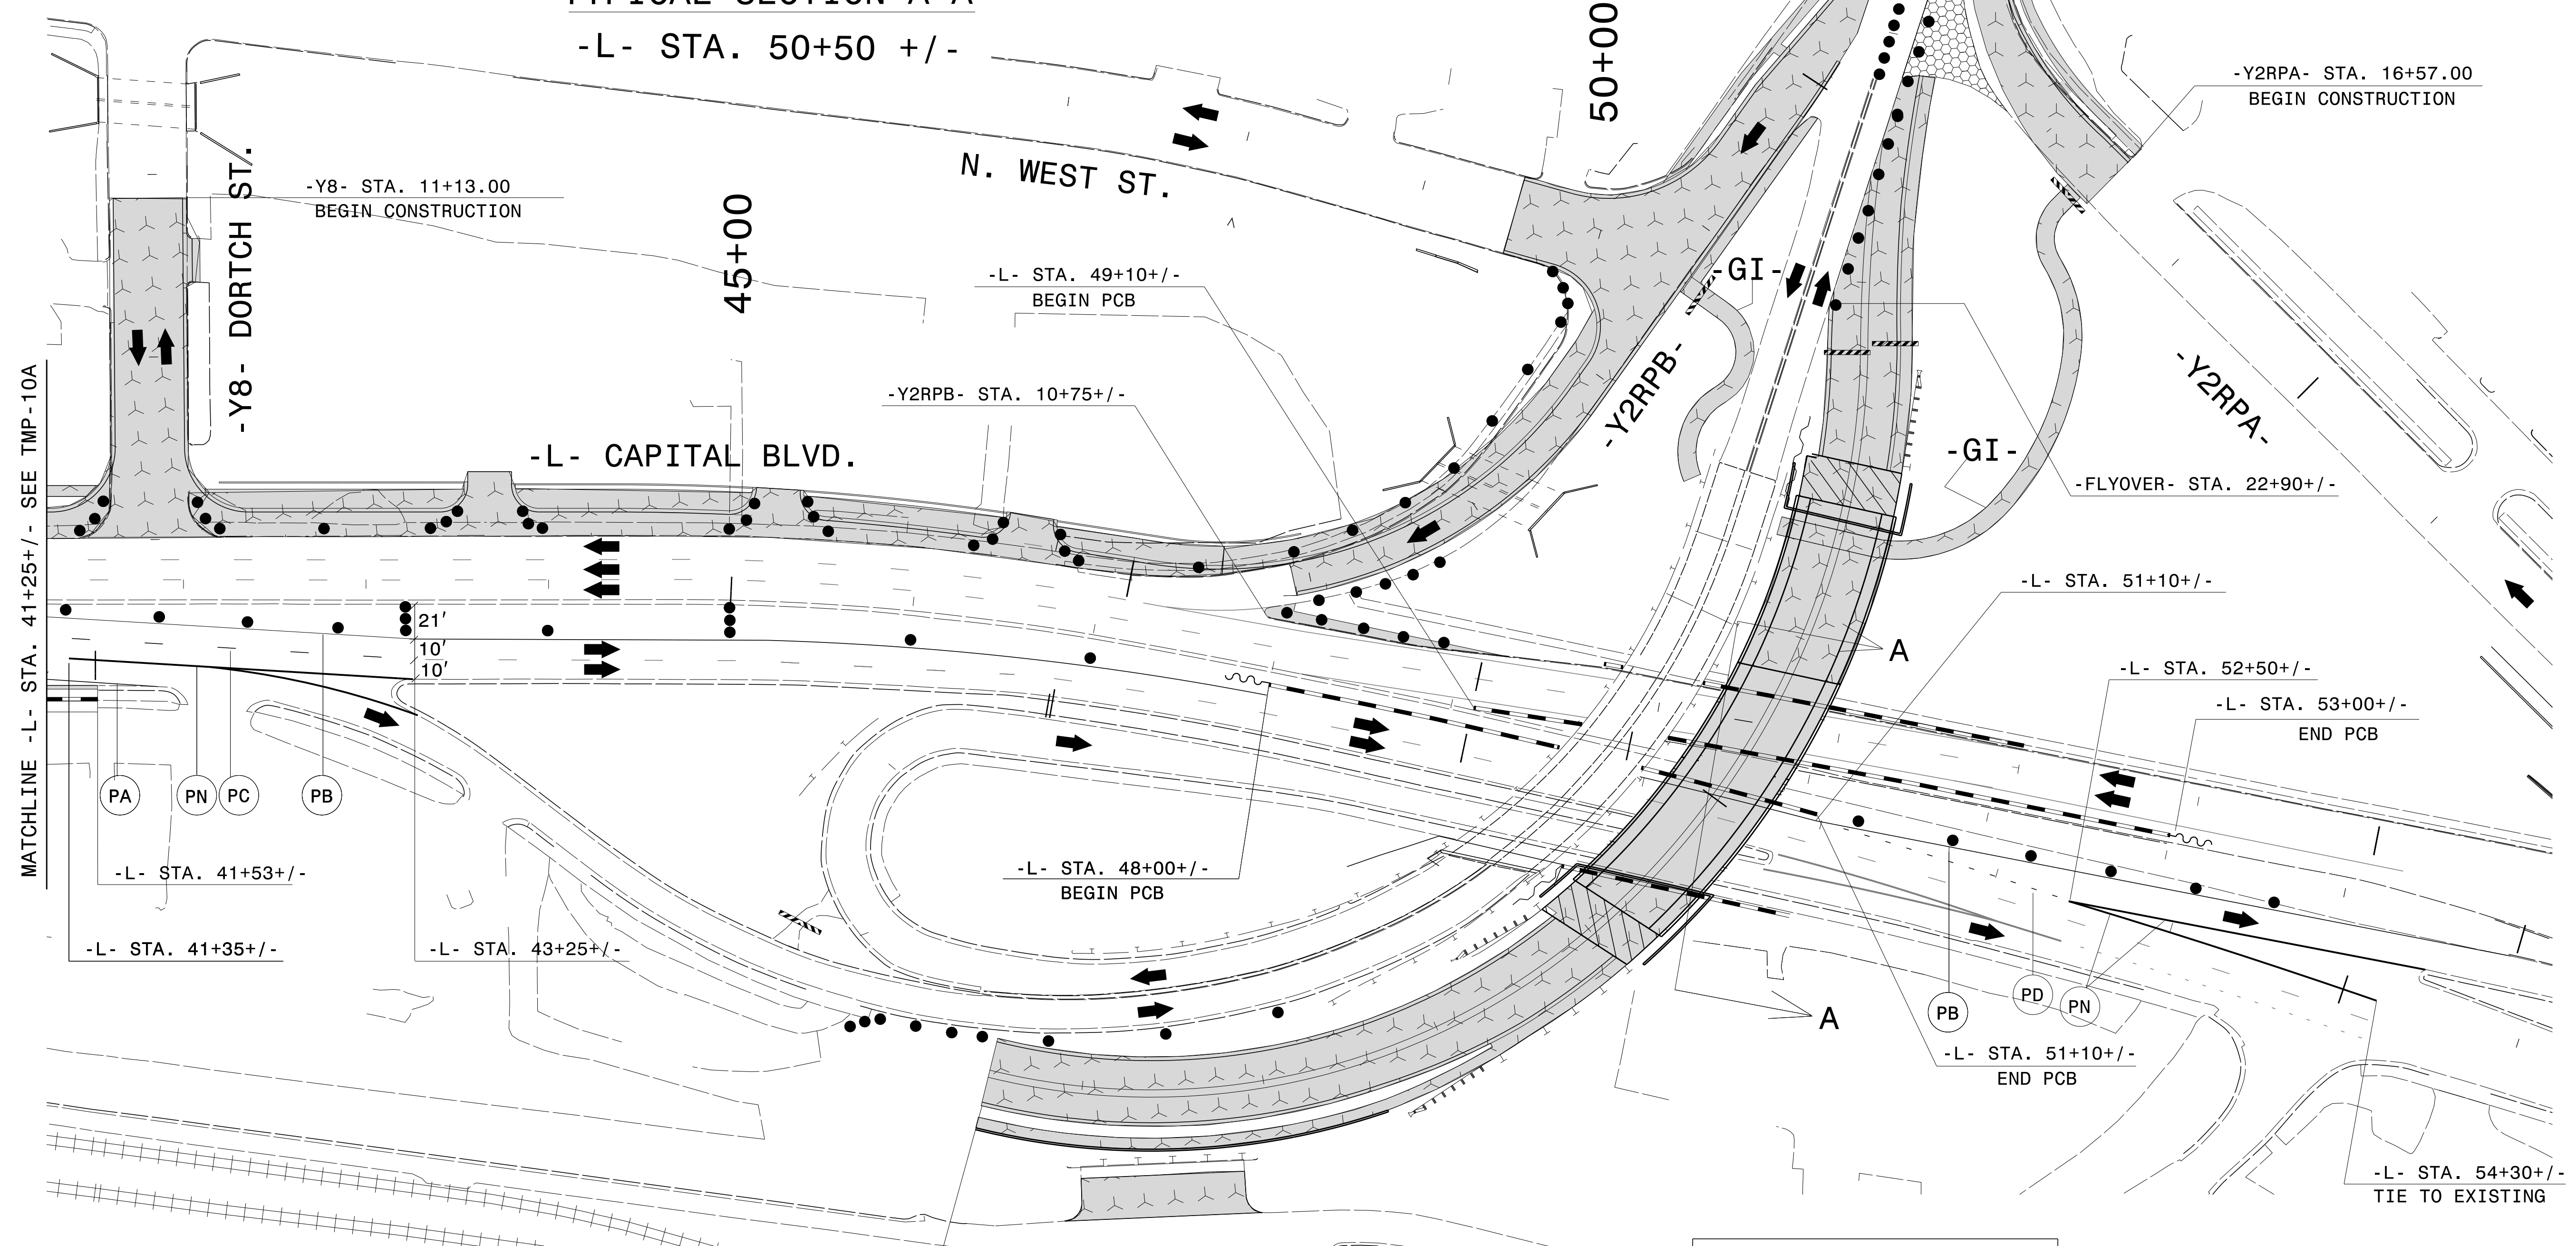 TYPICAL SECTION A-A
-L- STA. 50+50 +/-
50+00
-Y2RPA- STA. 16+57.00
BEGIN CONSTRUCTION
N. WEST ST.
-Y8- STA. 11+13.00
BEGIN CONSTRUCTION
-Y8- DORTCH ST.
45+00
-L- STA. 49+10+/-
BEGIN PCB
-GI-
-Y2RPB- STA. 10+75+/-
-Y2RPB-
-Y2RPA-
MATCHLINE -L- STA. 41+25+/- SEE TMP-10A
-L- CAPITAL BLVD.
-GI-
-FLYOVER- STA. 22+90+/-
-L- STA. 51+10+/-
21'
10'
10'
A
-L- STA. 52+50+/-
-L- STA. 53+00+/-
END PCB
PA
PN
PC
PB
-L- STA. 41+53+/-
-L- STA. 48+00+/-
BEGIN PCB
-L- STA. 41+35+/-
-L- STA. 43+25+/-
PB
PD
PN
A
-L- STA. 51+10+/-
END PCB
-L- STA. 54+30+/-
TIE TO EXISTING